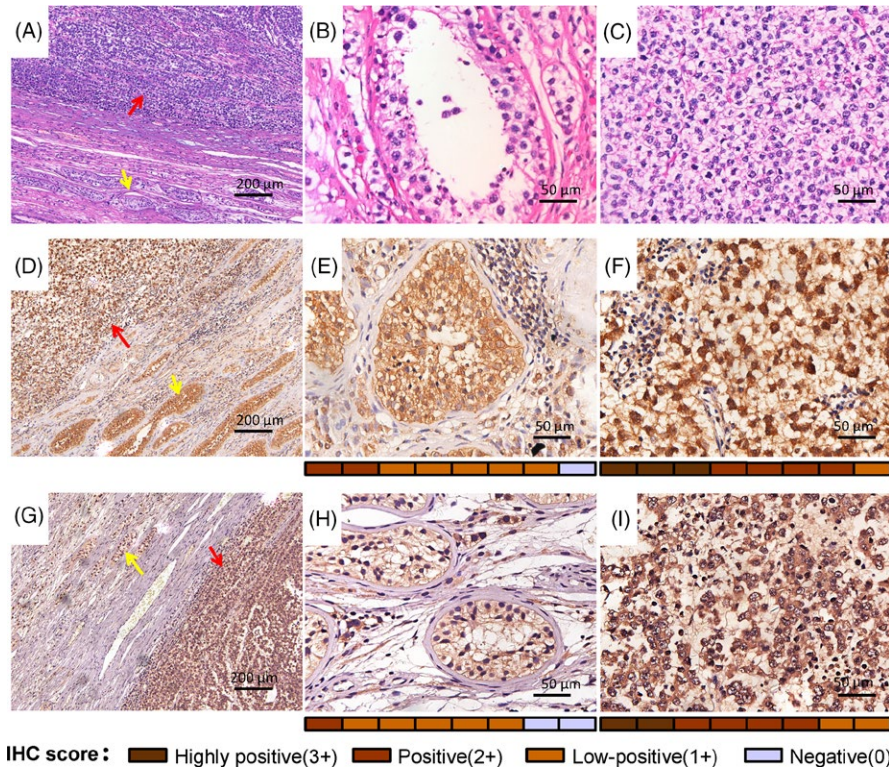 (A) (B) (C)
200 μm 50 μm 50 μm
(D) (E) (F)
200 μm 50 μm 50 μm
(G) (H) (I)
200 μm 50 μm 50 μm
IHC score: Highly positive(3+) Positive(2+) Low-positive(1+) Negative(0)